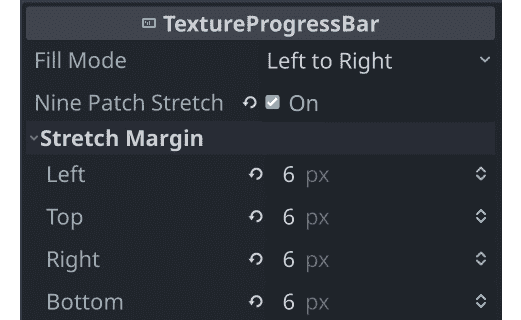 TextureProgressBar
Fill Mode Left to Right
Nine Patch Stretch On
Stretch Margin
Left 6 px
Top 6 px
Right 6 px
Bottom 6 px